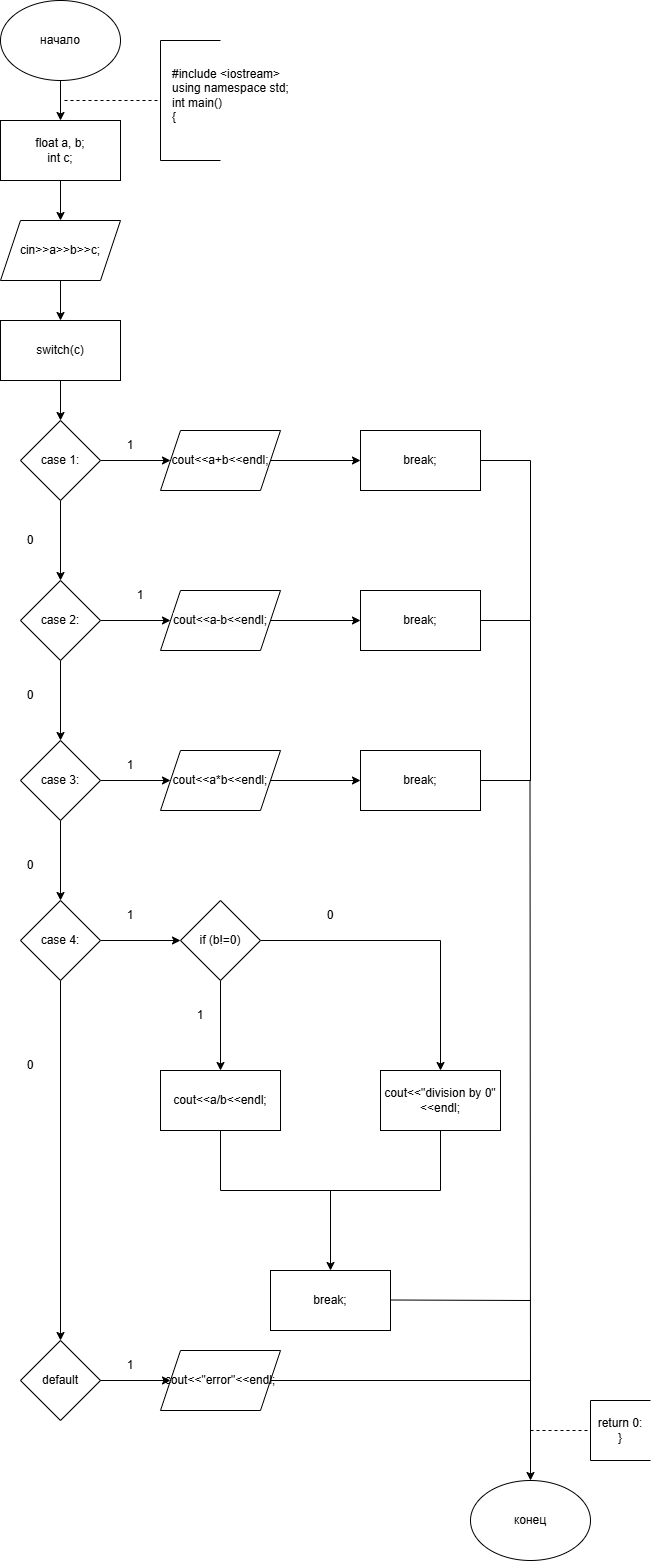 начало
#include <iostream>
using namespace std;
int main()
{
float a, b;
int c;
cin>>a>>b>>c;
switch(c)
case 1:
1
cout<<a+b<<endl;
break;
0
case 2:
1
cout<<a-b<<endl;
break;
0
case 3:
1
cout<<a*b<<endl;
break;
0
case 4:
1
if (b!=0)
0
1
0
cout<<a/b<<endl;
cout<<"division by 0"
<<endl;
break;
default
1
cout<<"error"<<endl;
return 0:
}
конец